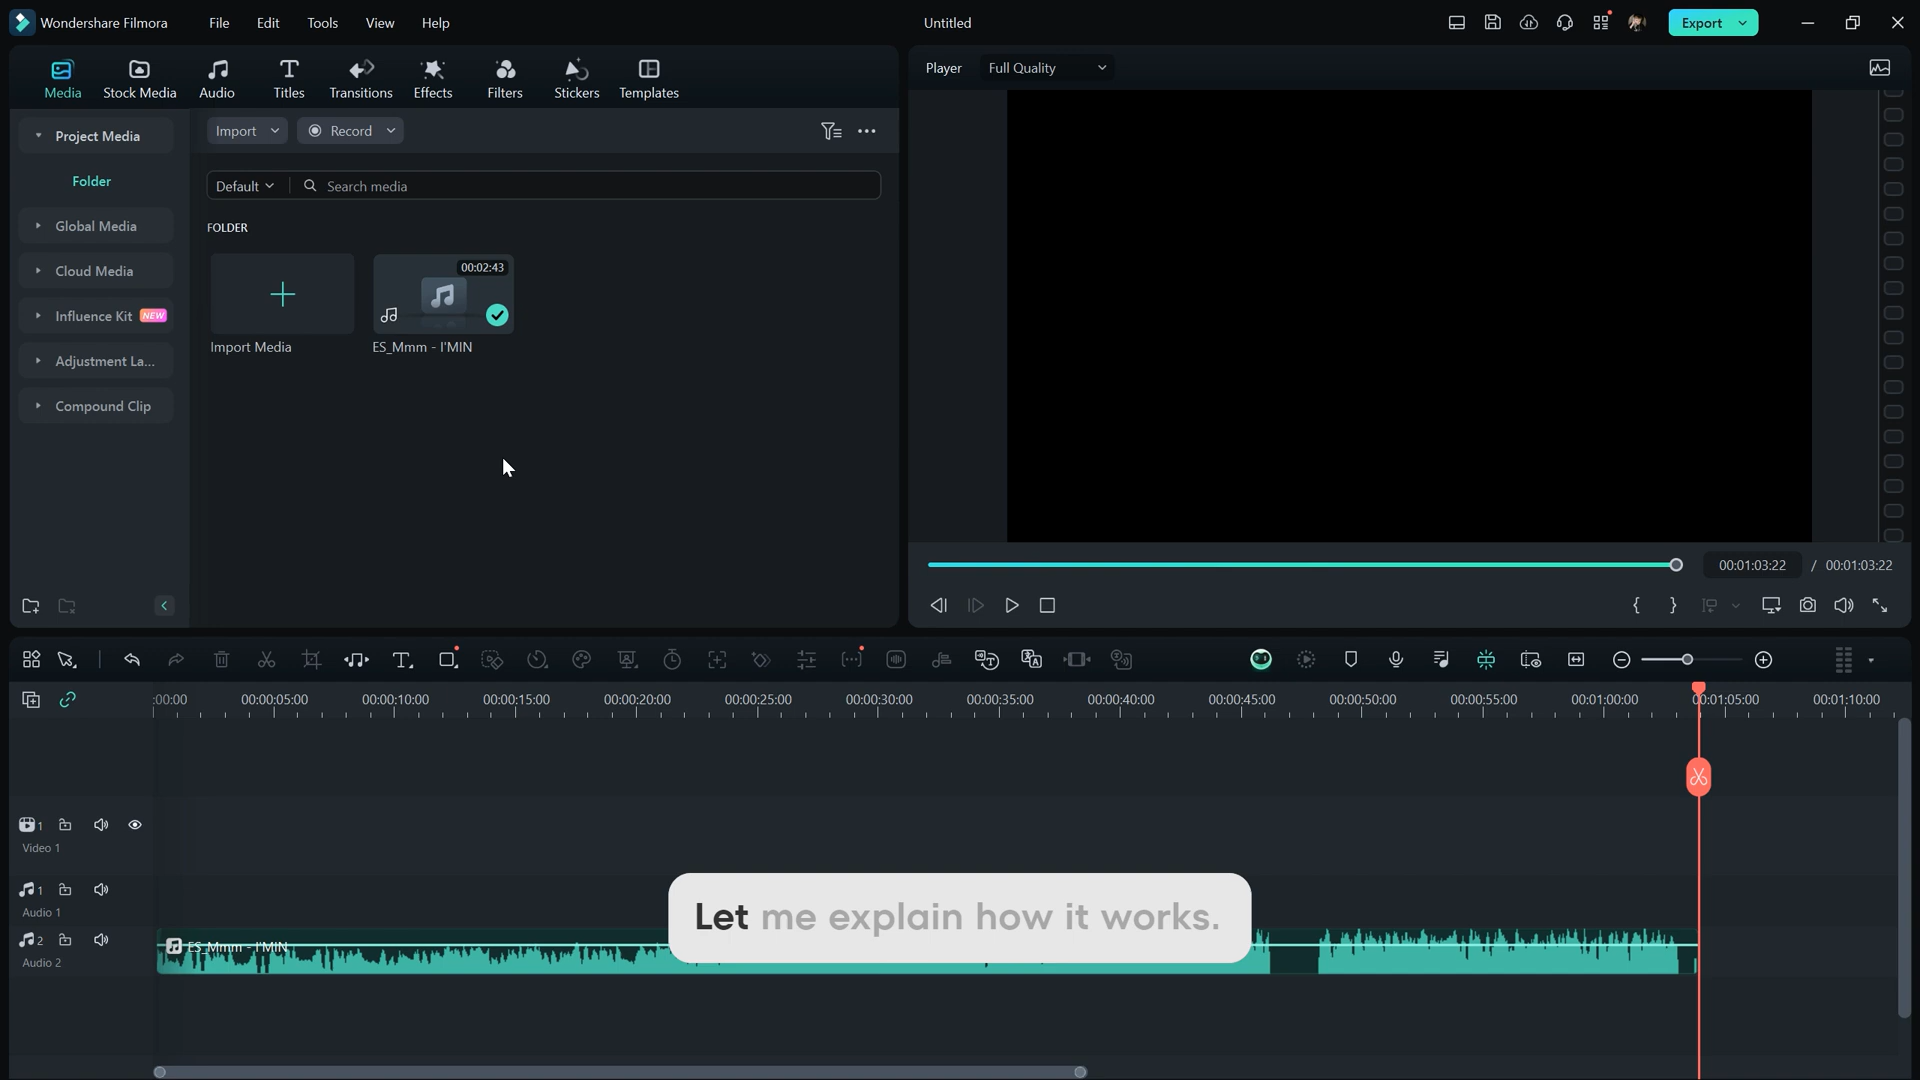 Wondershare Filmora File Edit Tools View Help Untitled Export
Media Stock Media Audio Titles Transitions Effects Filters Stickers Templates
Player Full Quality
Project Media
Folder
Global Media
Cloud Media
Influence Kit NEW
Adjustment La...
Compound Clip
Import Record
Default Search media
FOLDER
00:02:43
Import Media ES_Mmm - I'MIN
00:01:03:22 / 00:01:03:22
:00:00 00:00:05:00 00:00:10:00 00:00:15:00 00:00:20:00 00:00:25:00 00:00:30:00 00:00:35:00 00:00:40:00 00:00:45:00 00:00:50:00 00:00:55:00 00:01:00:00 00:01:05:00 00:01:10:00
1
Video 1
1
Audio 1
2
Audio 2
ES_Mmm - I'MIN
Let me explain how it works.